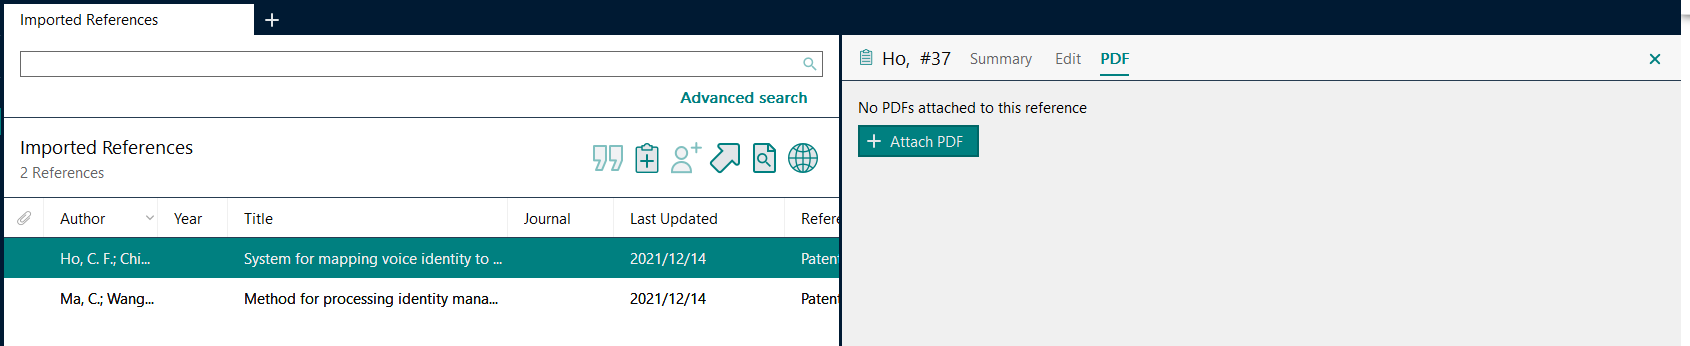 Imported References
Advanced search
Imported References
2 References
Author Year Title Journal Last Updated Refere
Ho, C. F.; Chi... System for mapping voice identity to ... 2021/12/14 Patent
Ma, C.; Wang... Method for processing identity mana... 2021/12/14 Patent
Ho, #37 Summary Edit PDF
No PDFs attached to this reference
Attach PDF